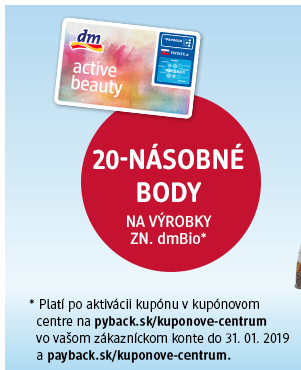 dm
active
beauty
PAYBACK
20-NÁSOBNÉ
BODY
NA VÝROBKY
ZN. dmBio*
* Platí po aktivácii kupónu v kupónovom
centre na pyback.sk/kuponove-centrum
vo vašom zákazníckom konte do 31. 01. 2019
a payback.sk/kuponove-centrum.